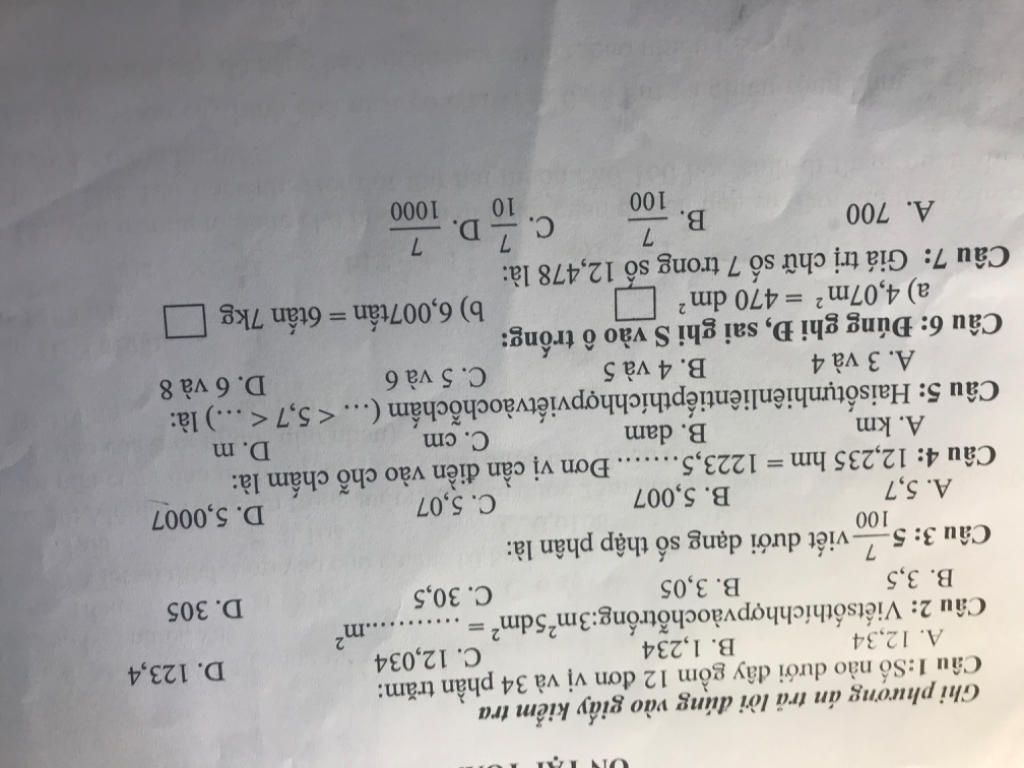 Ghi phương án trả lời đúng vào giấy kiểm tra
Câu 1:Số nào dưới đây gồm 12 đơn vị và 34 phần trăm:
A. 12,34 B. 1,234 C. 12,034 D. 123,4
Câu 2: Viếtsốthíchhợpvàochỗtrống:3m²5dm² = ………….m²
B. 3,5 B. 3,05 C. 30,5 D. 305
Câu 3: 5 7/100 viết dưới dạng số thập phân là:
A. 5,7 B. 5,007 C. 5,07 D. 5,0007
Câu 4: 12,235 hm = 1223,5........ Đơn vị cần điền vào chỗ chấm là:
A. km B. dam C. cm D. m
Câu 5: Haisốtựnhiênliêntiếpthíchhợpviếtvàochỗchấm (… < 5,7 < …) là:
A. 3 và 4 B. 4 và 5 C. 5 và 6 D. 6 và 8
Câu 6: Đúng ghi Đ, sai ghi S vào ô trống:
a) 4,07m² = 470 dm² b) 6,007tấn = 6tấn 7kg
Câu 7: Giá trị chữ số 7 trong số 12,478 là:
A. 700 B. 7/100 C. 7/10 D. 7/1000